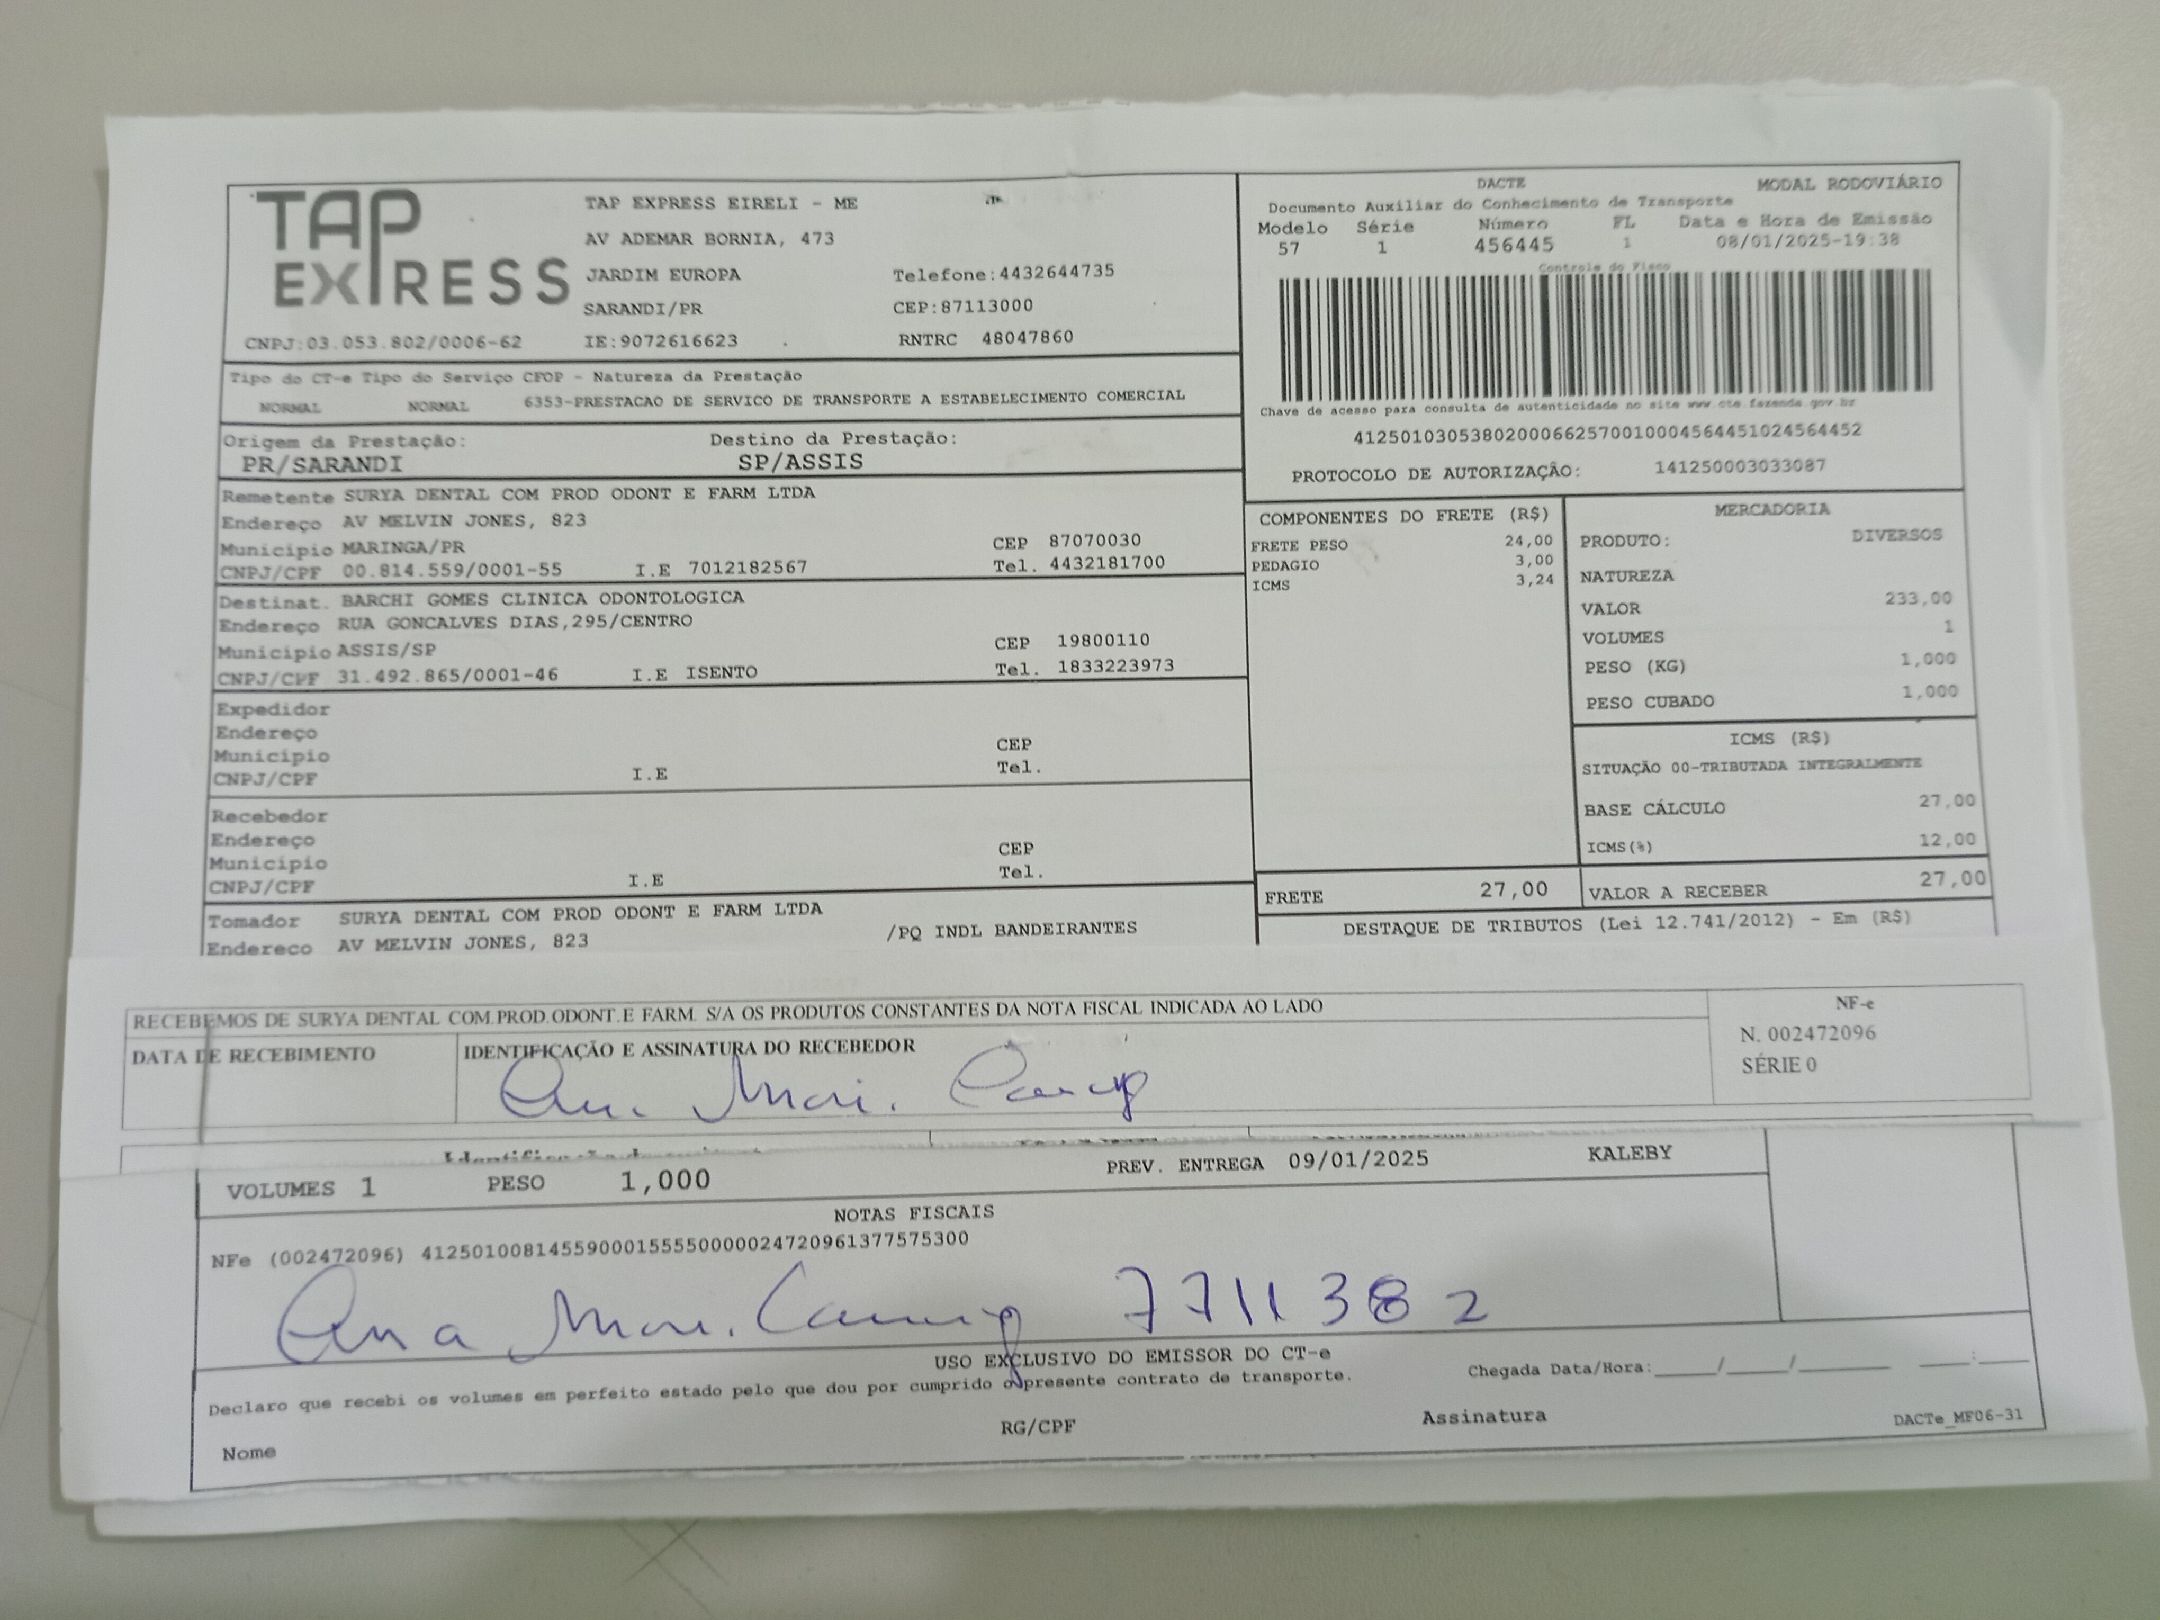 TAP EXPRESS
TAP EXPRESS EIRELI - ME
AV ADEMAR BORNIA, 473
JARDIM EUROPA Telefone:4432644735
SARANDI/PR CEP:87113000
CNPJ:03.053.802/0006-62 IE:9072616623 RNTRC 48047860
DACTE MODAL RODOVIÁRIO
Documento Auxiliar do Conhecimento de Transporte
Modelo Série Número FL Data e Hora de Emissão
57 1 456445 1 08/01/2025-19:38
Controle do Fisco
Chave de acesso para consulta de autenticidade no site www.cte.fazenda.gov.br
41250103053802000662570010004564451024564452
PROTOCOLO DE AUTORIZAÇÃO: 141250003033087
Tipo do CT-e Tipo do Serviço CFOP - Natureza da Prestação
NORMAL NORMAL 6353-PRESTACAO DE SERVICO DE TRANSPORTE A ESTABELECIMENTO COMERCIAL
Origem da Prestação: Destino da Prestação:
PR/SARANDI SP/ASSIS
Remetente SURYA DENTAL COM PROD ODONT E FARM LTDA
Endereço AV MELVIN JONES, 823
Municipio MARINGA/PR CEP 87070030
CNPJ/CPF 00.814.559/0001-55 I.E 7012182567 Tel. 4432181700
Destinat. BARCHI GOMES CLINICA ODONTOLOGICA
Endereço RUA GONCALVES DIAS,295/CENTRO
Municipio ASSIS/SP CEP 19800110
CNPJ/CPF 31.492.865/0001-46 I.E ISENTO Tel. 1833223973
Expedidor
Endereço
Municipio CEP
CNPJ/CPF I.E Tel.
Recebedor
Endereço
Municipio CEP
CNPJ/CPF I.E Tel.
Tomador SURYA DENTAL COM PROD ODONT E FARM LTDA
Endereco AV MELVIN JONES, 823 /PQ INDL BANDEIRANTES
COMPONENTES DO FRETE (R$)
FRETE PESO 24,00
PEDAGIO 3,00
ICMS 3,24
FRETE 27,00
MERCADORIA
PRODUTO: DIVERSOS
NATUREZA
VALOR 233,00
VOLUMES 1
PESO (KG) 1,000
PESO CUBADO 1,000
ICMS (R$)
SITUAÇÃO 00-TRIBUTADA INTEGRALMENTE
BASE CÁLCULO 27,00
ICMS(%) 12,00
VALOR A RECEBER 27,00
DESTAQUE DE TRIBUTOS (Lei 12.741/2012) - Em (R$)
RECEBEMOS DE SURYA DENTAL COM.PROD.ODONT.E FARM. S/A OS PRODUTOS CONSTANTES DA NOTA FISCAL INDICADA AO LADO
DATA DE RECEBIMENTO IDENTIFICAÇÃO E ASSINATURA DO RECEBEDOR
NF-e
N. 002472096
SÉRIE 0
VOLUMES 1 PESO 1,000 PREV. ENTREGA 09/01/2025 KALEBY
NOTAS FISCAIS
NFe (002472096) 41250100814559000155550000024720961377575300
Ana 7711382
USO EXCLUSIVO DO EMISSOR DO CT-e
Declaro que recebi os volumes em perfeito estado pelo que dou por cumprido o presente contrato de transporte. Chegada Data/Hora:_____/_____/________ ____:____
Nome RG/CPF Assinatura DACTe_MF06-31